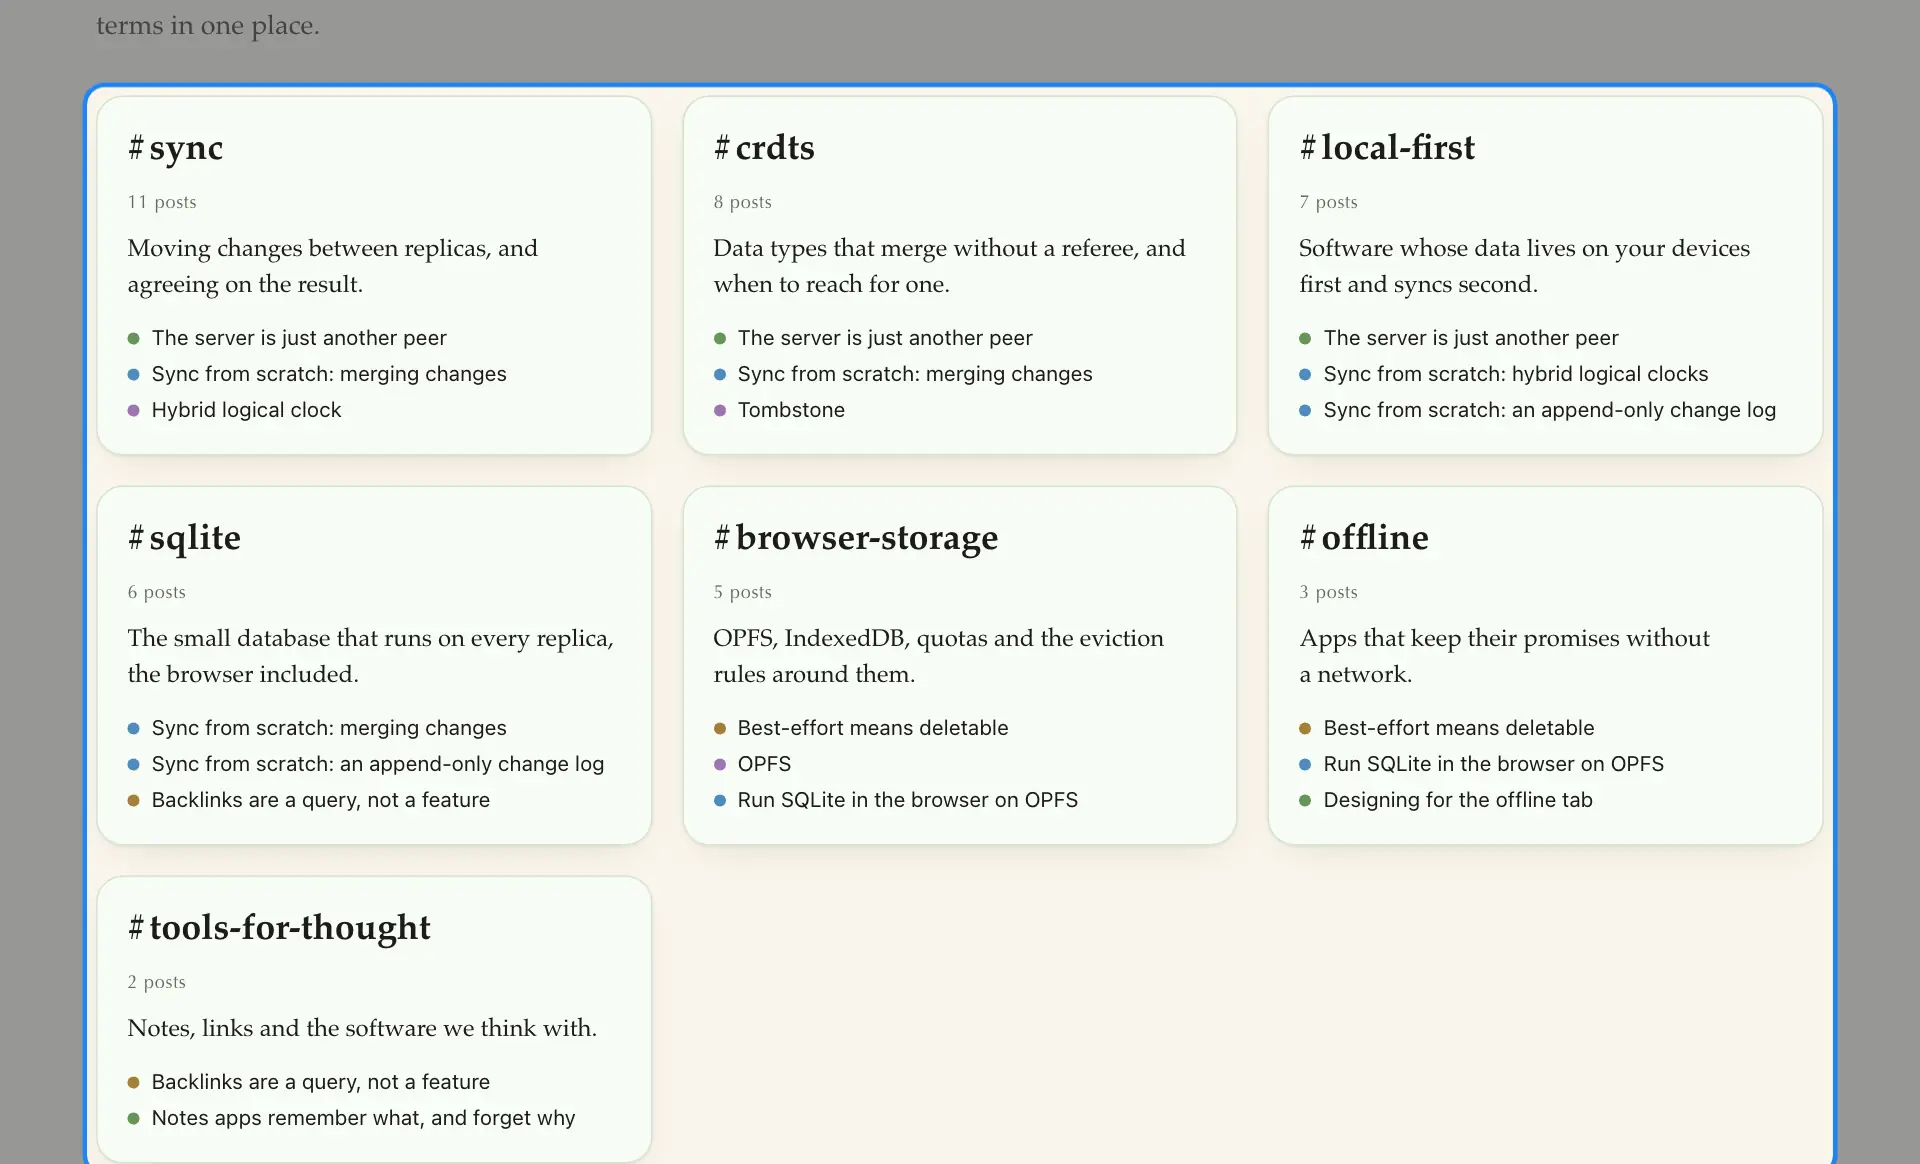 terms in one place.
#sync
11 posts
Moving changes between replicas, and
agreeing on the result.
The server is just another peer
Sync from scratch: merging changes
Hybrid logical clock
#crdts
8 posts
Data types that merge without a referee, and
when to reach for one.
The server is just another peer
Sync from scratch: merging changes
Tombstone
#local-first
7 posts
Software whose data lives on your devices
first and syncs second.
The server is just another peer
Sync from scratch: hybrid logical clocks
Sync from scratch: an append-only change log
#sqlite
6 posts
The small database that runs on every replica,
the browser included.
Sync from scratch: merging changes
Sync from scratch: an append-only change log
Backlinks are a query, not a feature
#browser-storage
5 posts
OPFS, IndexedDB, quotas and the eviction
rules around them.
Best-effort means deletable
OPFS
Run SQLite in the browser on OPFS
#offline
3 posts
Apps that keep their promises without
a network.
Best-effort means deletable
Run SQLite in the browser on OPFS
Designing for the offline tab
#tools-for-thought
2 posts
Notes, links and the software we think with.
Backlinks are a query, not a feature
Notes apps remember what, and forget why